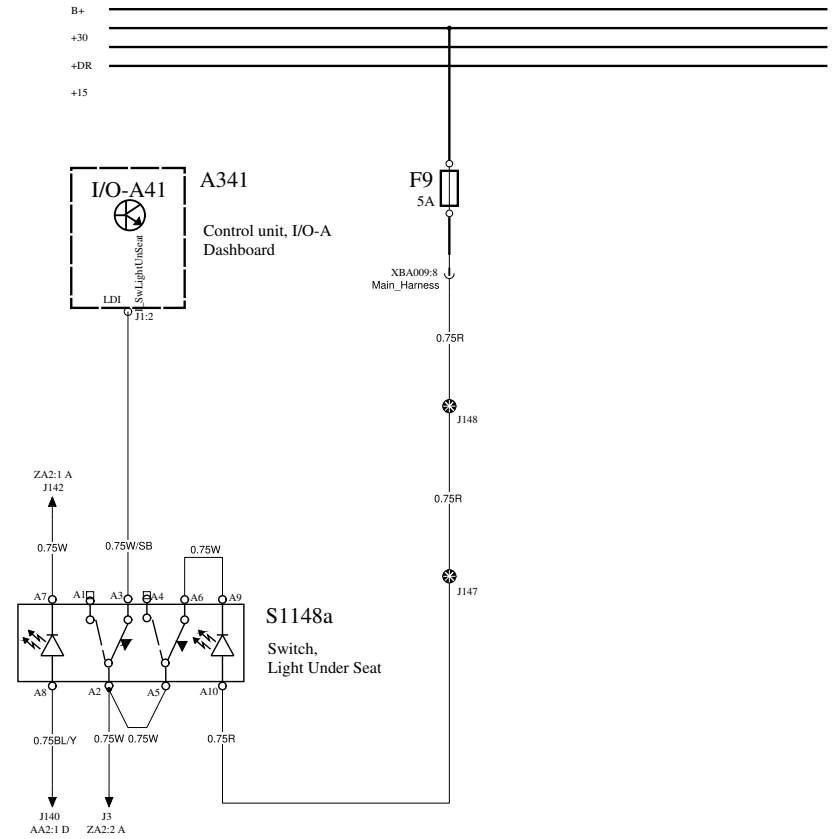 B+
+30
+DR
+15
I/O-A41
A341
Control unit, I/O-A
Dashboard
I_SwLightUnSeat
LDI
J1:2
F9
5A
XBA009:8
Main_Harness
0.75R
J148
0.75R
J147
ZA2:1 A
J142
0.75W
0.75W/SB
0.75W
A7
A1
A3
A4
A6
A9
S1148a
Switch,
Light Under Seat
A8
A2
A5
A10
0.75BL/Y
0.75W
0.75W
0.75R
J140
AA2:1 D
J3
ZA2:2 A